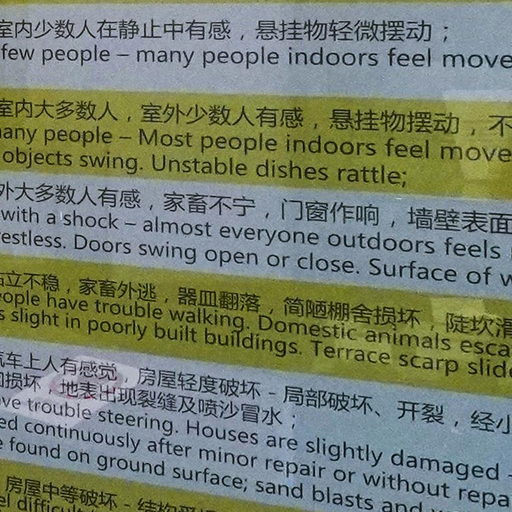 室内少数人在静止中有感，悬挂物轻微摆动；
few people – many people indoors feel move
室内大多数人，室外少数人有感，悬挂物摆动，不
many people – Most people indoors feel move
objects swing. Unstable dishes rattle;
外大多数人有感，家畜不宁，门窗作响，墙壁表面
with a shock – almost everyone outdoors feels
restless. Doors swing open or close. Surface of w
站立不稳，家畜外逃，器皿翻落，简陋棚舍损坏，陡坎滑
eople have trouble walking. Domestic animals esca
s slight in poorly built buildings. Terrace scarp slide
汽车上人有感觉，房屋轻度破坏 - 局部破坏、开裂，经小
损坏，地表出现裂缝及喷沙冒水；
ve trouble steering. Houses are slightly damaged -
ed continuously after minor repair or without repa
e found on ground surface; sand blasts and
房屋中等破坏 - 结构受
el difficult